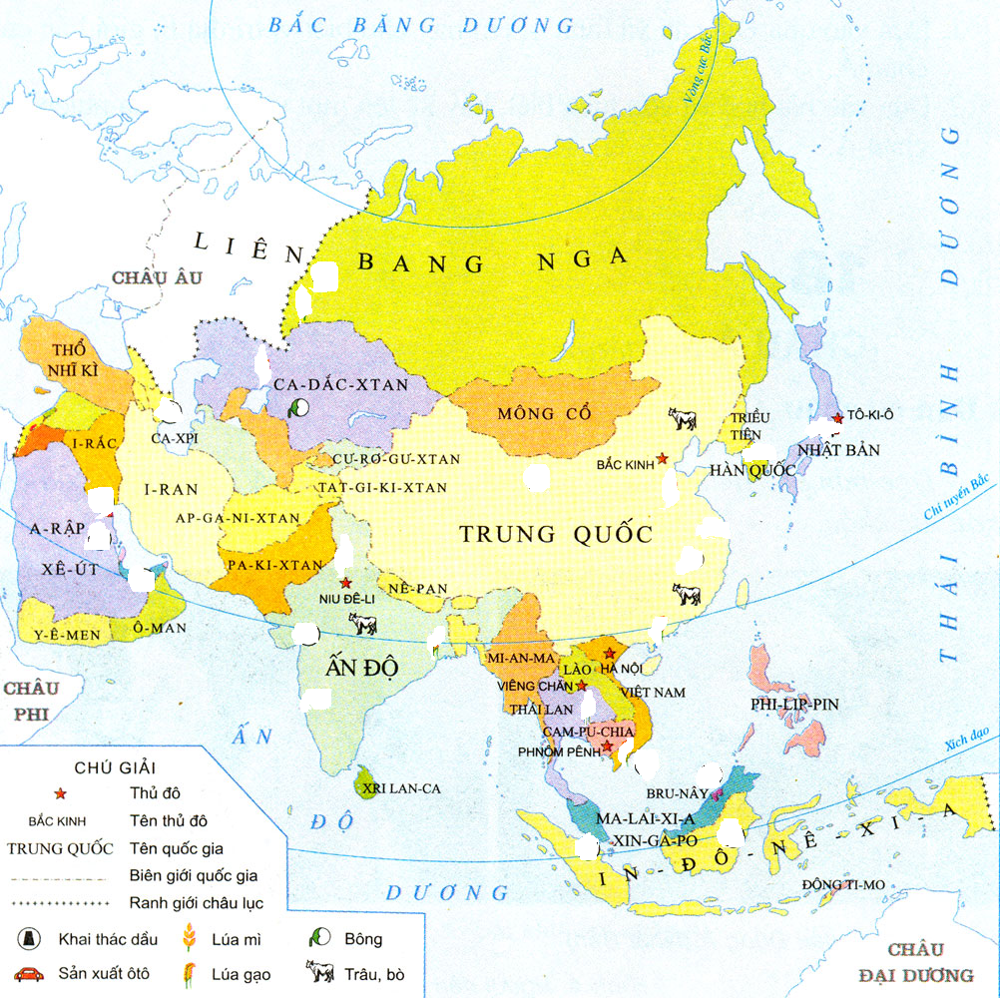 BẮC BĂNG DƯƠNG
Vòng cực Bắc
LIÊN BANG NGA
CHÂU ÂU
THỔ
NHĨ KÌ
CA-DẮC-XTAN
MÔNG CỔ
I-RẮC
CA-XPI
CƯ-RƠ-GƯ-XTAN
TAT-GI-KI-XTAN
BẮC KINH
TRIỀU
TIÊN
HÀN QUỐC
TÔ-KI-Ô
NHẬT BẢN
I-RAN
AP-GA-NI-XTAN
A-RẬP
XÊ-ÚT
PA-KI-XTAN
TRUNG QUỐC
Chí tuyến Bắc
THÁI BÌNH DƯƠNG
NÊ-PAN
NIU ĐÊ-LI
Y-Ê-MEN
Ô-MAN
ẤN ĐỘ
MI-AN-MA
LÀO
HÀ NỘI
VIÊNG CHĂN
VIỆT NAM
THÁI LAN
CAM-PU-CHIA
PHNÔM PÊNH
PHI-LIP-PIN
CHÂU
PHI
ẤN
ĐỘ
DƯƠNG
XRI LAN-CA
BRU-NÂY
MA-LAI-XI-A
XIN-GA-PO
IN-ĐÔ-NÊ-XI-A
Xích đạo
ĐÔNG TI-MO
CHÂU
ĐẠI DƯƠNG
CHÚ GIẢI
Thủ đô
BẮC KINH Tên thủ đô
TRUNG QUỐC Tên quốc gia
Biên giới quốc gia
Ranh giới châu lục
Khai thác dầu Lúa mì Bông
Sản xuất ôtô Lúa gạo Trâu, bò